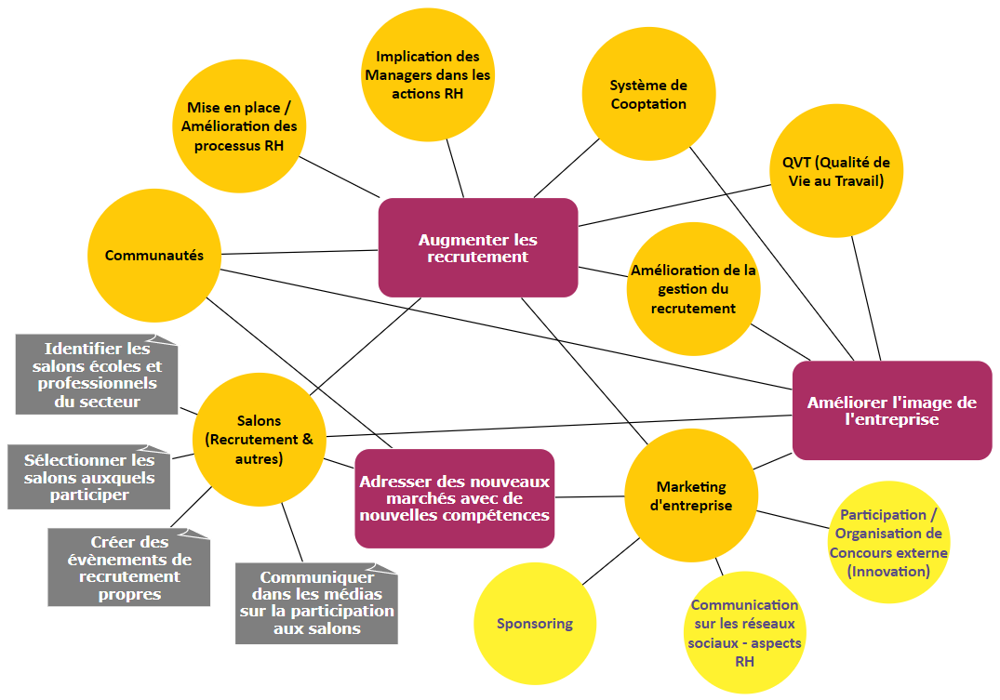 Implication des
Managers dans les
actions RH
Système de
Cooptation
Mise en place /
Amélioration des
processus RH
QVT (Qualité de
Vie au Travail)
Augmenter les
recrutement
Communautés
Amélioration de la
gestion du
recrutement
Identifier les
salons écoles et
professionnels
du secteur
Améliorer l'image de
l'entreprise
Salons
(Recrutement &
autres)
Sélectionner les
salons auxquels
participer
Adresser des nouveaux
marchés avec de
nouvelles compétences
Marketing
d'entreprise
Participation /
Organisation de
Concours externe
(Innovation)
Créer des
évènements de
recrutement
propres
Communiquer
dans les médias
sur la participation
aux salons
Sponsoring
Communication
sur les réseaux
sociaux - aspects
RH